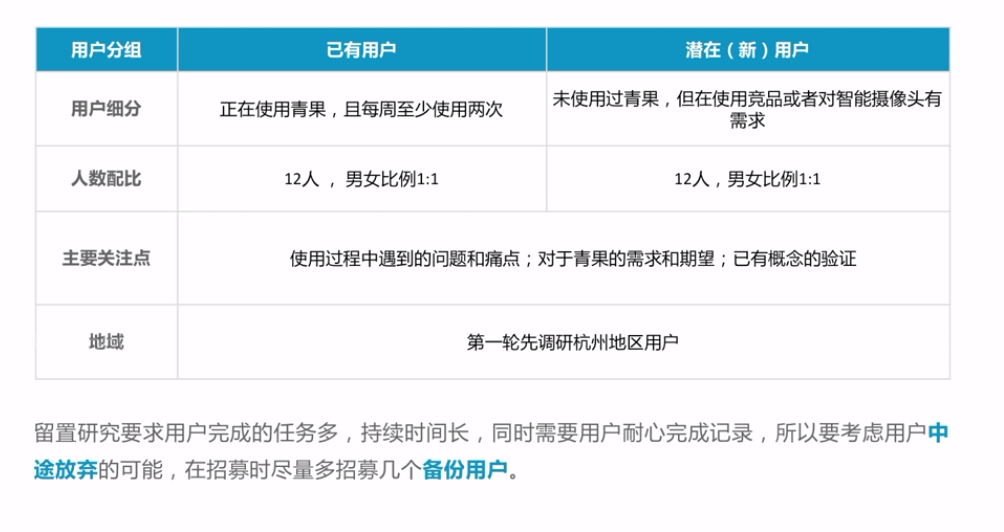 用户分组 已有用户 潜在（新）用户
用户细分 正在使用青果，且每周至少使用两次 未使用过青果，但在使用竞品或者对智能摄像头有
需求
人数配比 12人 ，男女比例1:1 12人，男女比例1:1
主要关注点 使用过程中遇到的问题和痛点；对于青果的需求和期望；已有概念的验证
地域 第一轮先调研杭州地区用户
留置研究要求用户完成的任务多，持续时间长，同时需要用户耐心完成记录，所以要考虑用户中
途放弃的可能，在招募时尽量多招募几个备份用户。